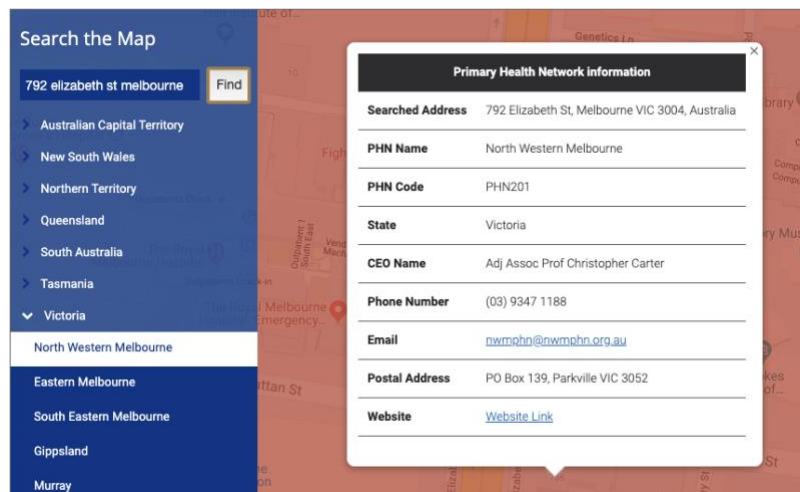 Search the Map
792 elizabeth st melbourne
Find
Australian Capital Territory
New South Wales
Northern Territory
Queensland
South Australia
Tasmania
Victoria
North Western Melbourne
Eastern Melbourne
South Eastern Melbourne
Gippsland
Murray
Genetics Ln
Primary Health Network information
Searched Address 792 Elizabeth St, Melbourne VIC 3004, Australia
PHN Name North Western Melbourne
PHN Code PHN201
State Victoria
CEO Name Adj Assoc Prof Christopher Carter
Phone Number (03) 9347 1188
Email nwmphn@nwmphn.org.au
Postal Address PO Box 139, Parkville VIC 3052
Website Website Link
The Royal Melbourne
Emergency...